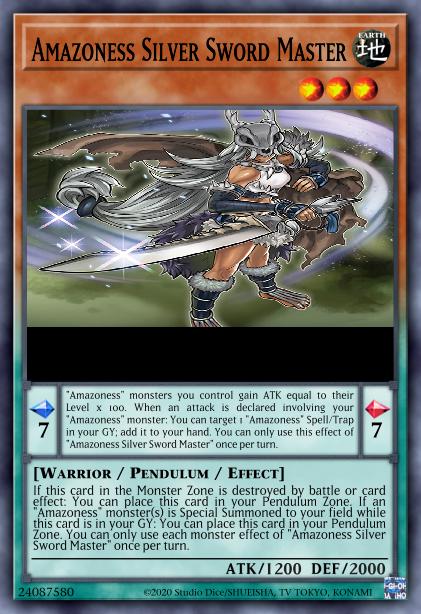 AMAZONESS SILVER SWORD MASTER
EARTH
地
"Amazoness" monsters you control gain ATK equal to their
Level x 100. When an attack is declared involving your
"Amazoness" monster: You can target 1 "Amazoness" Spell/Trap
in your GY; add it to your hand. You can only use this effect of
"Amazoness Silver Sword Master" once per turn.
7
7
[WARRIOR / PENDULUM / EFFECT]
If this card in the Monster Zone is destroyed by battle or card
effect: You can place this card in your Pendulum Zone. If an
"Amazoness" monster(s) is Special Summoned to your field while
this card is in your GY: You can place this card in your Pendulum
Zone. You can only use each monster effect of "Amazoness Silver
Sword Master" once per turn.
ATK/1200 DEF/2000
24087580
©2020 Studio Dice/SHUEISHA, TV TOKYO, KONAMI